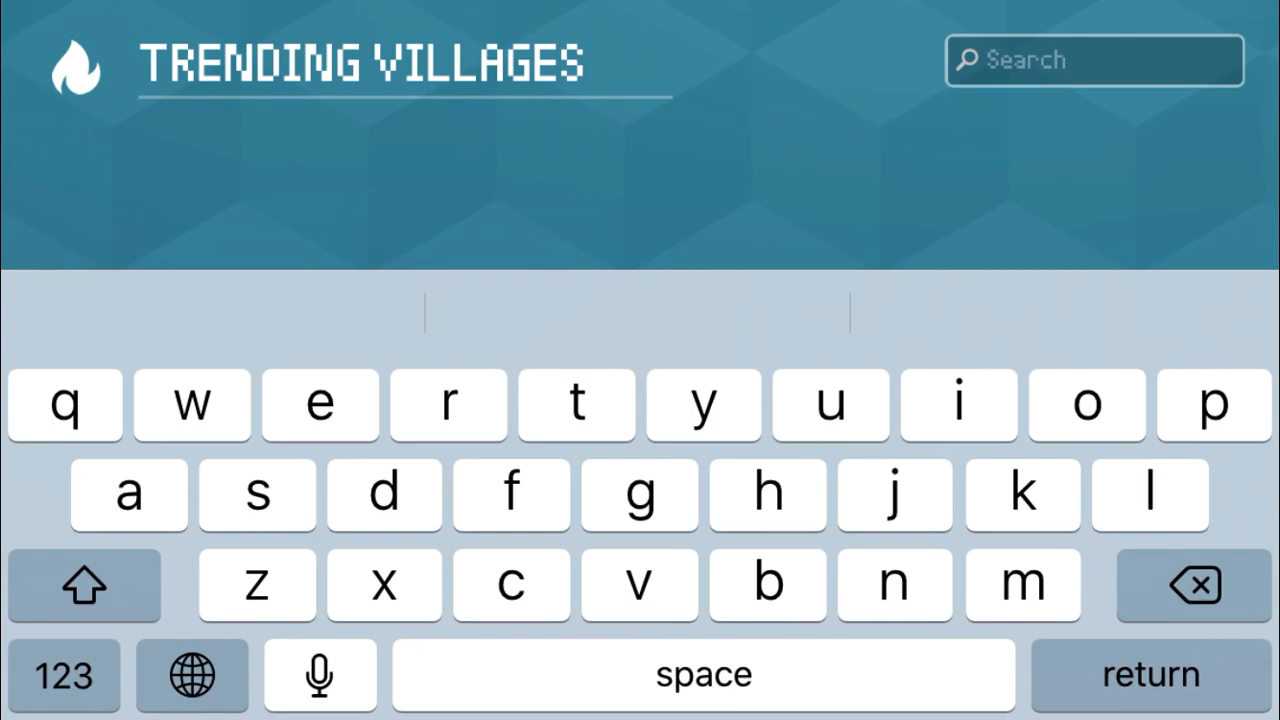 TRENDING VILLAGES
Search
q w e r t y u i o p
a s d f g h j k l
z x c v b n m
123 space return